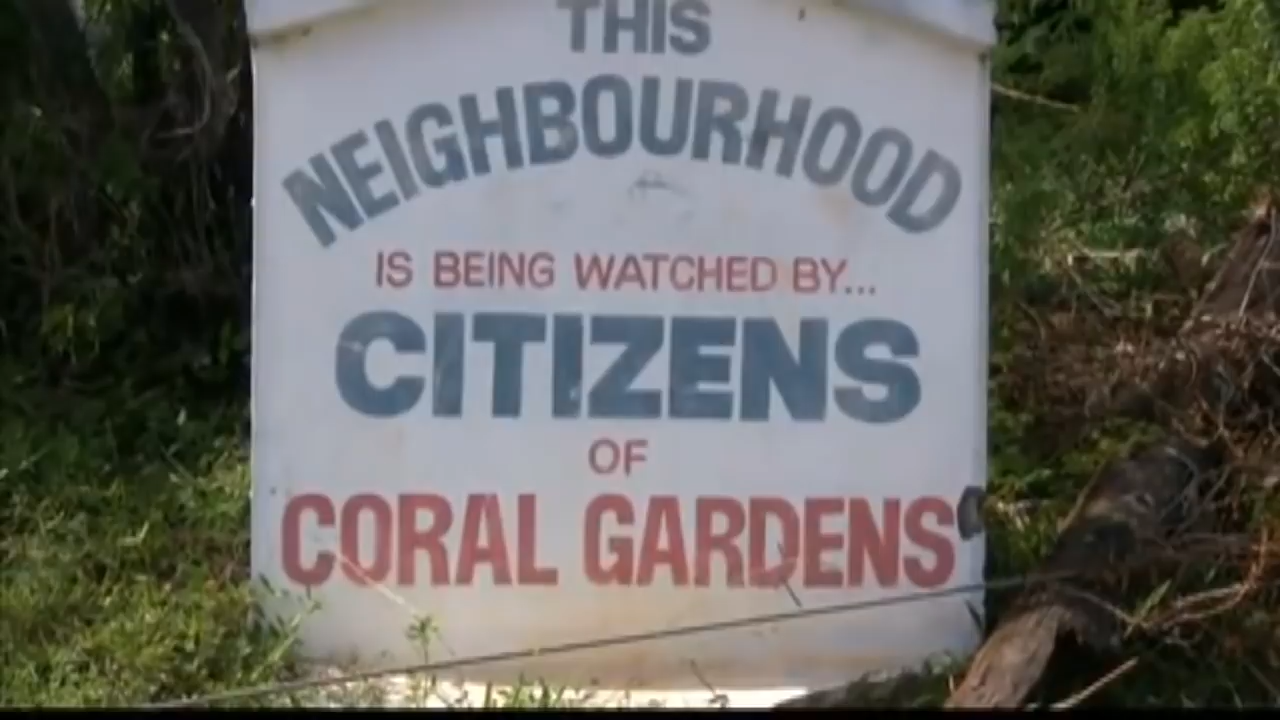 THIS
NEIGHBOURHOOD
IS BEING WATCHED BY...
CITIZENS
OF
CORAL GARDENS